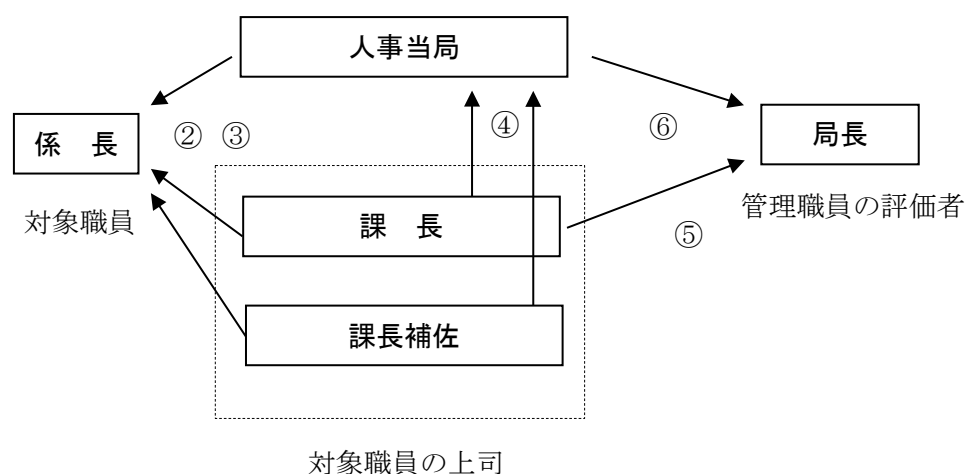 人事当局
係　長
② ③
④
⑥
局長
対象職員
課　長
管理職員の評価者
⑤
課長補佐
対象職員の上司